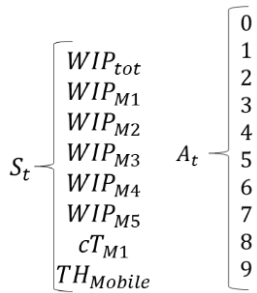 S_t
WIP_tot
WIP_M1
WIP_M2
WIP_M3
WIP_M4
WIP_M5
cT_M1
TH_Mobile
A_t
0
1
2
3
4
5
6
7
8
9